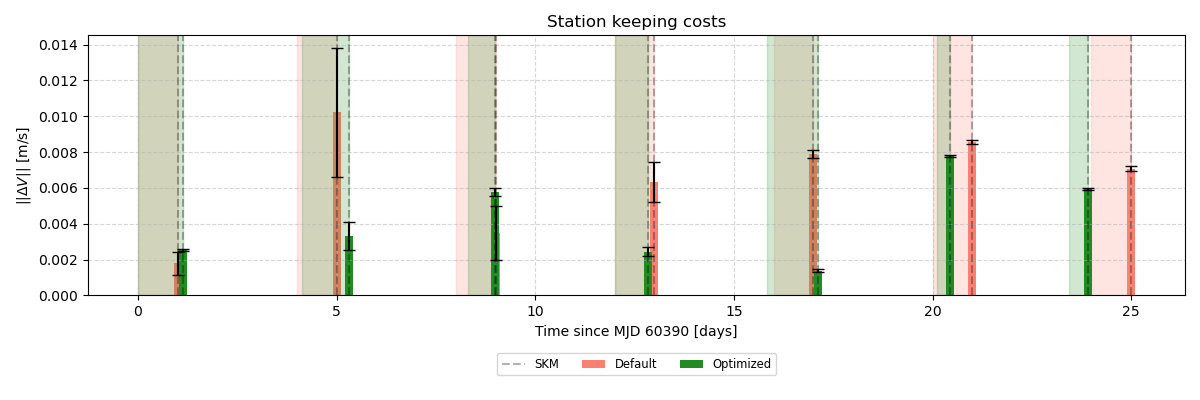 Station keeping costs
0.014
0.012
0.010
0.008
0.006
0.004
0.002
0.000
||ΔV|| [m/s]
0 5 10 15 20 25
Time since MJD 60390 [days]
SKM Default Optimized